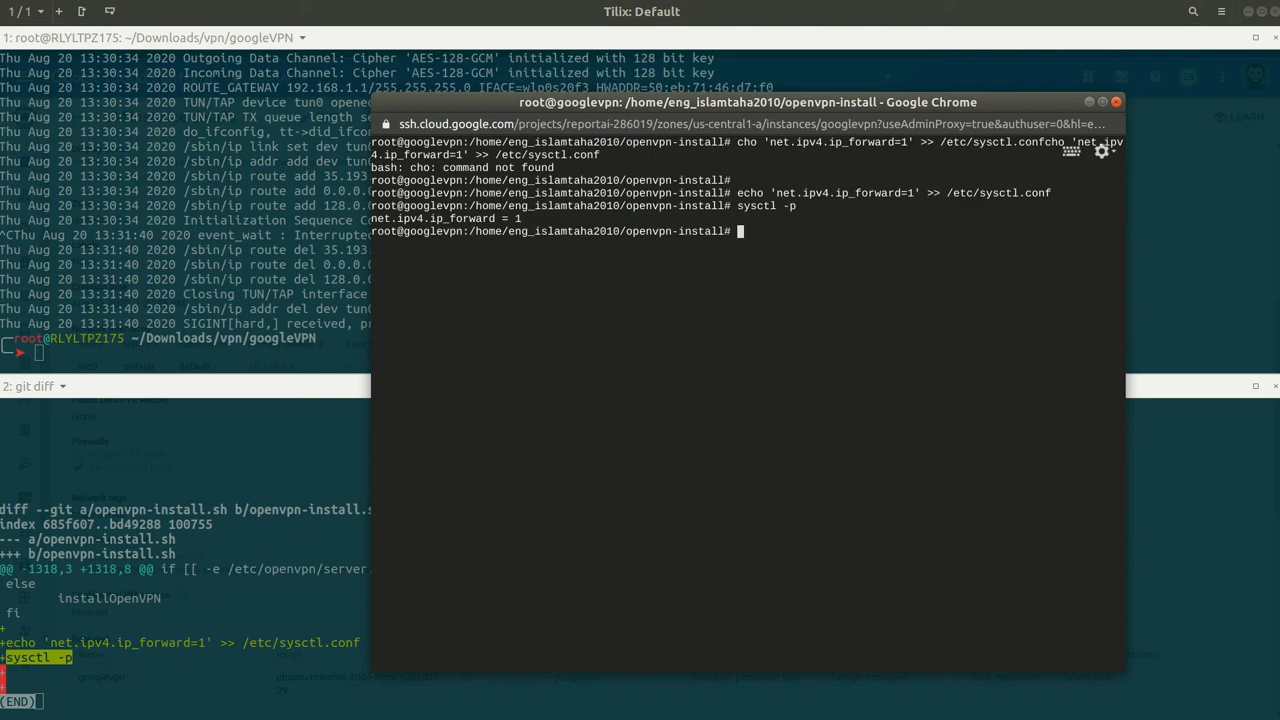 1 / 1
Tilix: Default
1: root@RLYLTPZ175: ~/Downloads/vpn/googleVPN
Thu Aug 20 13:30:34 2020 Outgoing Data Channel: Cipher 'AES-128-GCM' initialized with 128 bit key
Thu Aug 20 13:30:34 2020 Incoming Data Channel: Cipher 'AES-128-GCM' initialized with 128 bit key
Thu Aug 20 13:30:34 2020 ROUTE_GATEWAY 192.168.1.1/255.255.255.0 IFACE=wlp0s20f3 HWADDR=50:eb:71:46:d7:f0
Thu Aug 20 13:30:34 2020 TUN/TAP device tun0 opene
Thu Aug 20 13:30:34 2020 TUN/TAP TX queue length s
Thu Aug 20 13:30:34 2020 do_ifconfig, tt->did_ifco
Thu Aug 20 13:30:34 2020 /sbin/ip link set dev tun
Thu Aug 20 13:30:34 2020 /sbin/ip addr add dev tun
Thu Aug 20 13:30:34 2020 /sbin/ip route add 35.193
Thu Aug 20 13:30:34 2020 /sbin/ip route add 0.0.0.
Thu Aug 20 13:30:34 2020 /sbin/ip route add 128.0.
Thu Aug 20 13:30:34 2020 Initialization Sequence C
^CThu Aug 20 13:31:40 2020 event_wait : Interrupted
Thu Aug 20 13:31:40 2020 /sbin/ip route del 35.193
Thu Aug 20 13:31:40 2020 /sbin/ip route del 0.0.0.
Thu Aug 20 13:31:40 2020 /sbin/ip route del 128.0.
Thu Aug 20 13:31:40 2020 Closing TUN/TAP interface
Thu Aug 20 13:31:40 2020 /sbin/ip addr del dev tun0
Thu Aug 20 13:31:40 2020 SIGINT[hard,] received, pr
root@RLYLTPZ175 ~/Downloads/vpn/googleVPN
LEARN
root@googlevpn: /home/eng_islamtaha2010/openvpn-install - Google Chrome
ssh.cloud.google.com/projects/reportai-286019/zones/us-central1-a/instances/googlevpn?useAdminProxy=true&authuser=0&hl=e...
root@googlevpn:/home/eng_islamtaha2010/openvpn-install# cho 'net.ipv4.ip_forward=1' >> /etc/sysctl.confcho 'net.ipv
4.ip_forward=1' >> /etc/sysctl.conf
bash: cho: command not found
root@googlevpn:/home/eng_islamtaha2010/openvpn-install#
root@googlevpn:/home/eng_islamtaha2010/openvpn-install# echo 'net.ipv4.ip_forward=1' >> /etc/sysctl.conf
root@googlevpn:/home/eng_islamtaha2010/openvpn-install# sysctl -p
net.ipv4.ip_forward = 1
root@googlevpn:/home/eng_islamtaha2010/openvpn-install#
2: git diff
None
Firewalls
Network tags
diff --git a/openvpn-install.sh b/openvpn-install.s
index 685f607..bd49288 100755
--- a/openvpn-install.sh
+++ b/openvpn-install.sh
@@ -1318,3 +1318,8 @@ if [[ -e /etc/openvpn/server.
else
installOpenVPN
fi
+
+echo 'net.ipv4.ip_forward=1' >> /etc/sysctl.conf
+sysctl -p
+
+
(END)
googlevpn
29